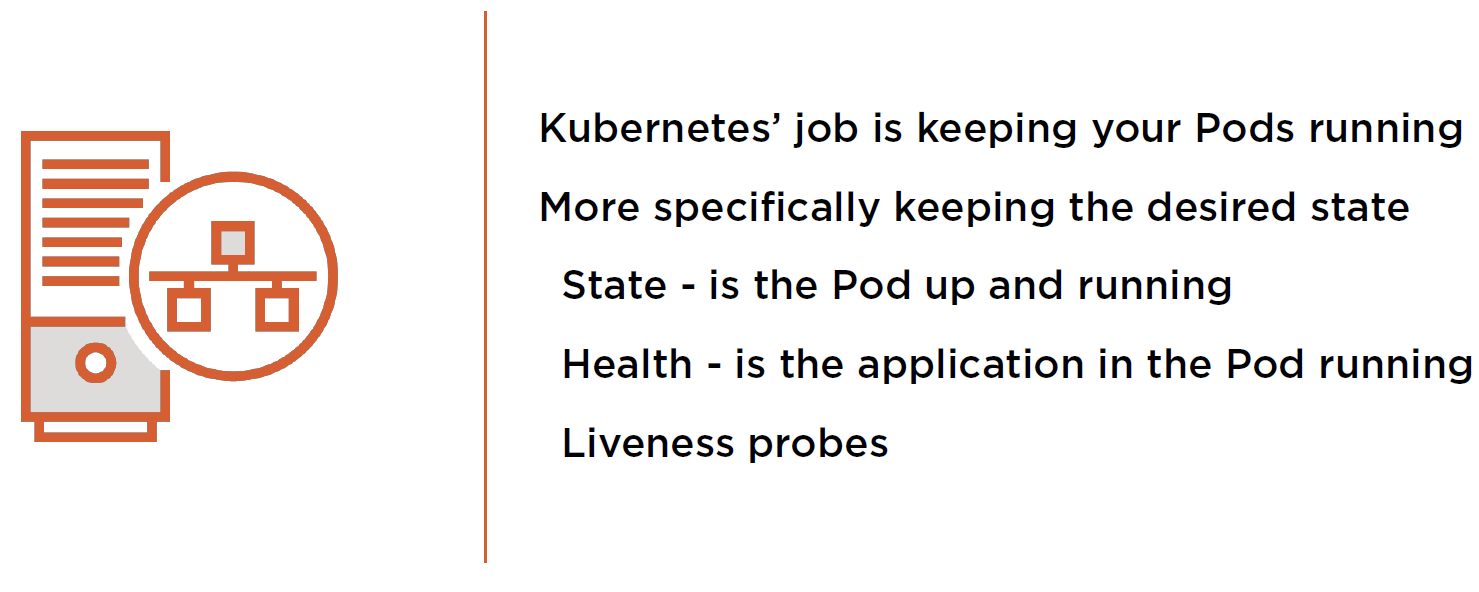 Kubernetes’ job is keeping your Pods running
More specifically keeping the desired state
State - is the Pod up and running
Health - is the application in the Pod running
Liveness probes